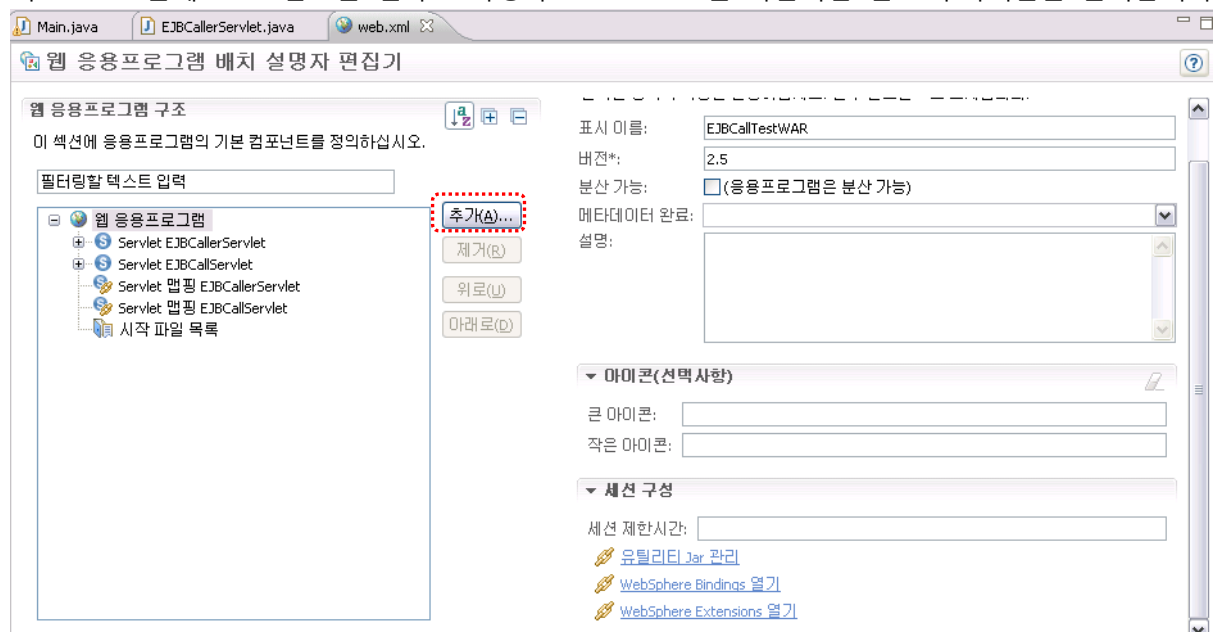 Main.java
EJBCallerServlet.java
web.xml
웹 응용프로그램 배치 설명자 편집기
웹 응용프로그램 구조
이 섹션에 응용프로그램의 기본 컴포넌트를 정의하십시오.
필터링할 텍스트 입력
웹 응용프로그램
Servlet EJBCallerServlet
Servlet EJBCallServlet
Servlet 맵핑 EJBCallerServlet
Servlet 맵핑 EJBCallServlet
시작 파일 목록
추가(A)...
제거(R)
위로(U)
아래로(D)
표시 이름: EJBCallTestWAR
버전*: 2.5
분산 가능: (응용프로그램은 분산 가능)
메타데이터 완료:
설명:
아이콘(선택사항)
큰 아이콘:
작은 아이콘:
세션 구성
세션 제한시간:
유틸리티 Jar 관리
WebSphere Bindings 열기
WebSphere Extensions 열기